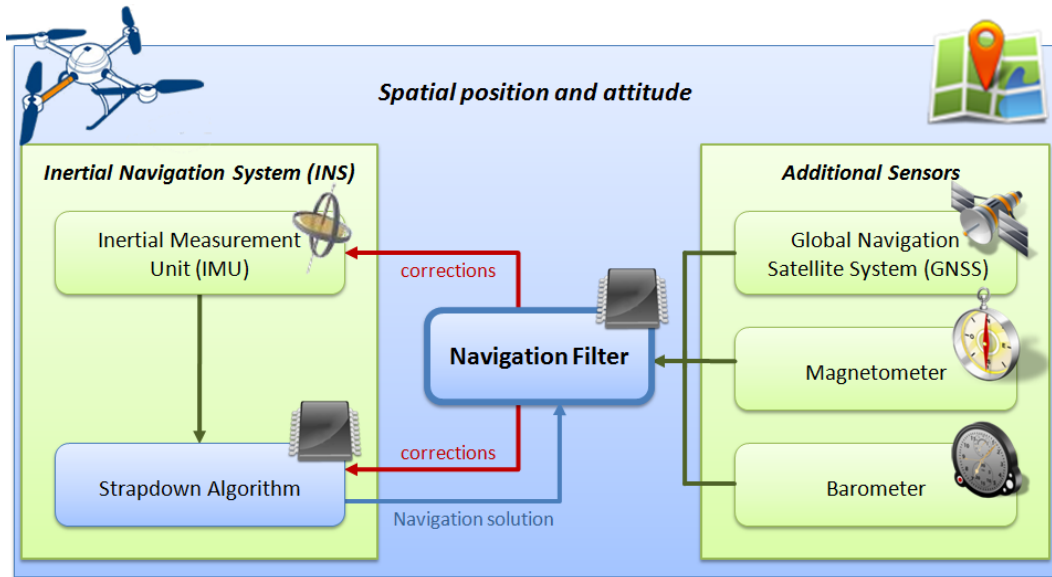 Spatial position and attitude
Inertial Navigation System (INS)
Inertial Measurement
Unit (IMU)
corrections
Navigation Filter
corrections
Strapdown Algorithm
Navigation solution
Additional Sensors
Global Navigation
Satellite System (GNSS)
Magnetometer
Barometer